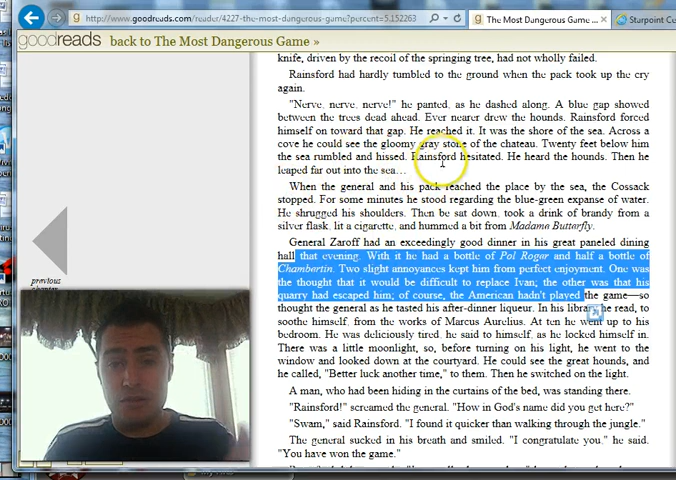 http://www.goodreads.com/reader/4227-the-most-dangerous-game?percent=5.152263
The Most Dangerous Game ...
Starpoint Ce
goodreads back to The Most Dangerous Game »
knife, driven by the recoil of the springing tree, had not wholly failed.
Rainsford had hardly tumbled to the ground when the pack took up the cry
again.
"Nerve, nerve, nerve!" he panted, as he dashed along. A blue gap showed
between the trees dead ahead. Ever nearer drew the hounds. Rainsford forced
himself on toward that gap. He reached it. It was the shore of the sea. Across a
cove he could see the gloomy gray stone of the chateau. Twenty feet below him
the sea rumbled and hissed. Rainsford hesitated. He heard the hounds. Then he
leaped far out into the sea...
When the general and his pack reached the place by the sea, the Cossack
stopped. For some minutes he stood regarding the blue-green expanse of water.
He shrugged his shoulders. Then be sat down, took a drink of brandy from a
silver flask, lit a cigarette, and hummed a bit from Madama Butterfly.
General Zaroff had an exceedingly good dinner in his great paneled dining
hall that evening. With it he had a bottle of Pol Roger and half a bottle of
Chambertin. Two slight annoyances kept him from perfect enjoyment. One was
the thought that it would be difficult to replace Ivan; the other was that his
quarry had escaped him; of course, the American hadn't played the game—so
thought the general as he tasted his after-dinner liqueur. In his library he read, to
soothe himself, from the works of Marcus Aurelius. At ten he went up to his
bedroom. He was deliciously tired, he said to himself, as he locked himself in.
There was a little moonlight, so, before turning on his light, he went to the
window and looked down at the courtyard. He could see the great hounds, and
he called, "Better luck another time," to them. Then he switched on the light.
A man, who had been hiding in the curtains of the bed, was standing there.
"Rainsford!" screamed the general. "How in God's name did you get here?"
"Swam," said Rainsford. "I found it quicker than walking through the jungle."
The general sucked in his breath and smiled. "I congratulate you," he said.
"You have won the game."
previous
chapter